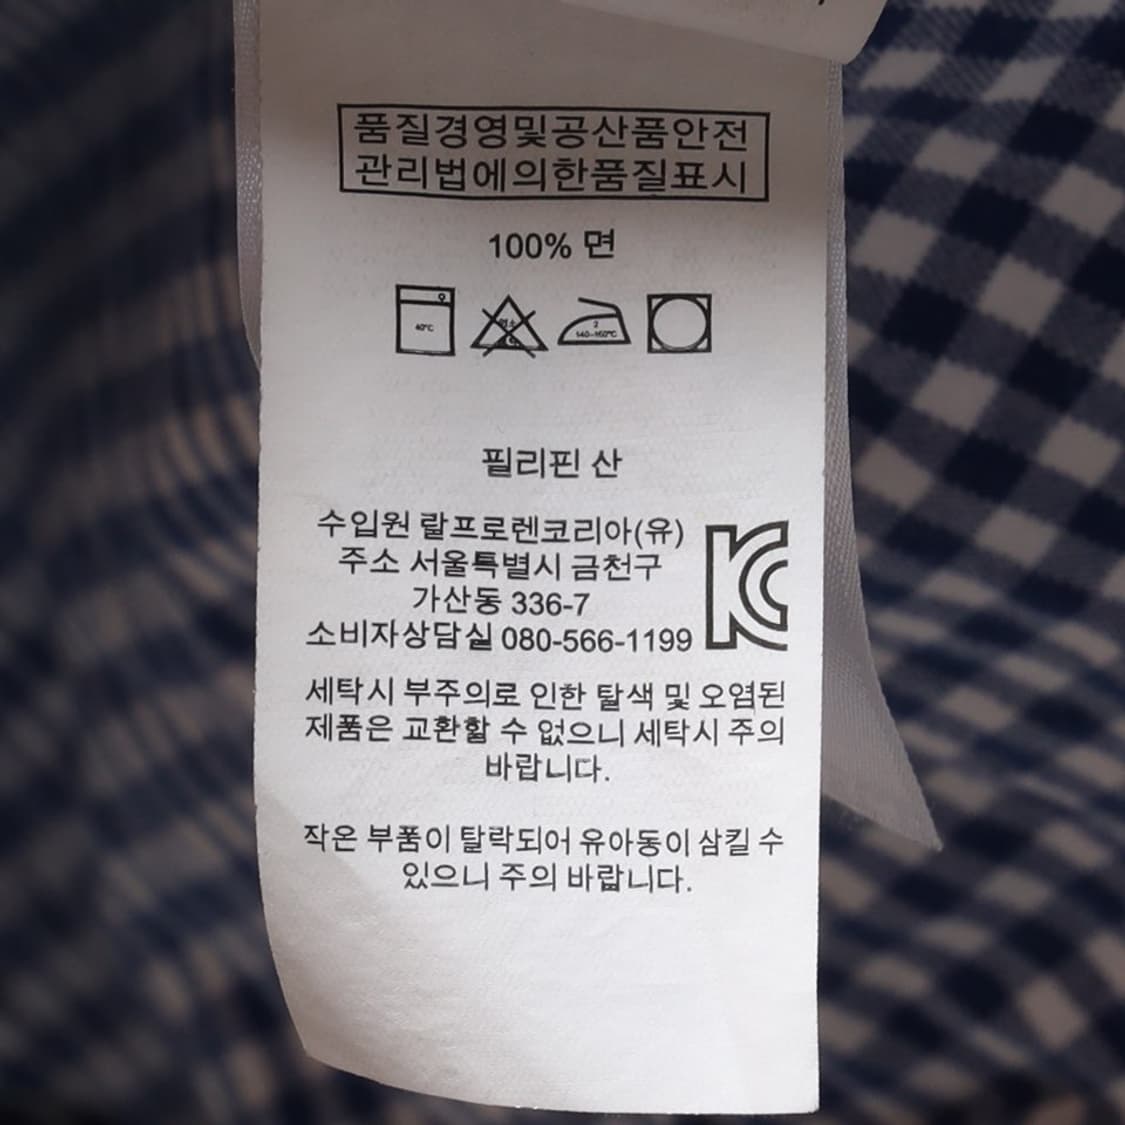 품질경영및공산품안전
관리법에의한품질표시
100% 면
40℃
2
140~160℃
필리핀 산
수입원 랄프로렌코리아(유)
주소 서울특별시 금천구
가산동 336-7
소비자상담실 080-566-1199
세탁시 부주의로 인한 탈색 및 오염된
제품은 교환할 수 없으니 세탁시 주의
바랍니다.
작은 부품이 탈락되어 유아동이 삼킬 수
있으니 주의 바랍니다.